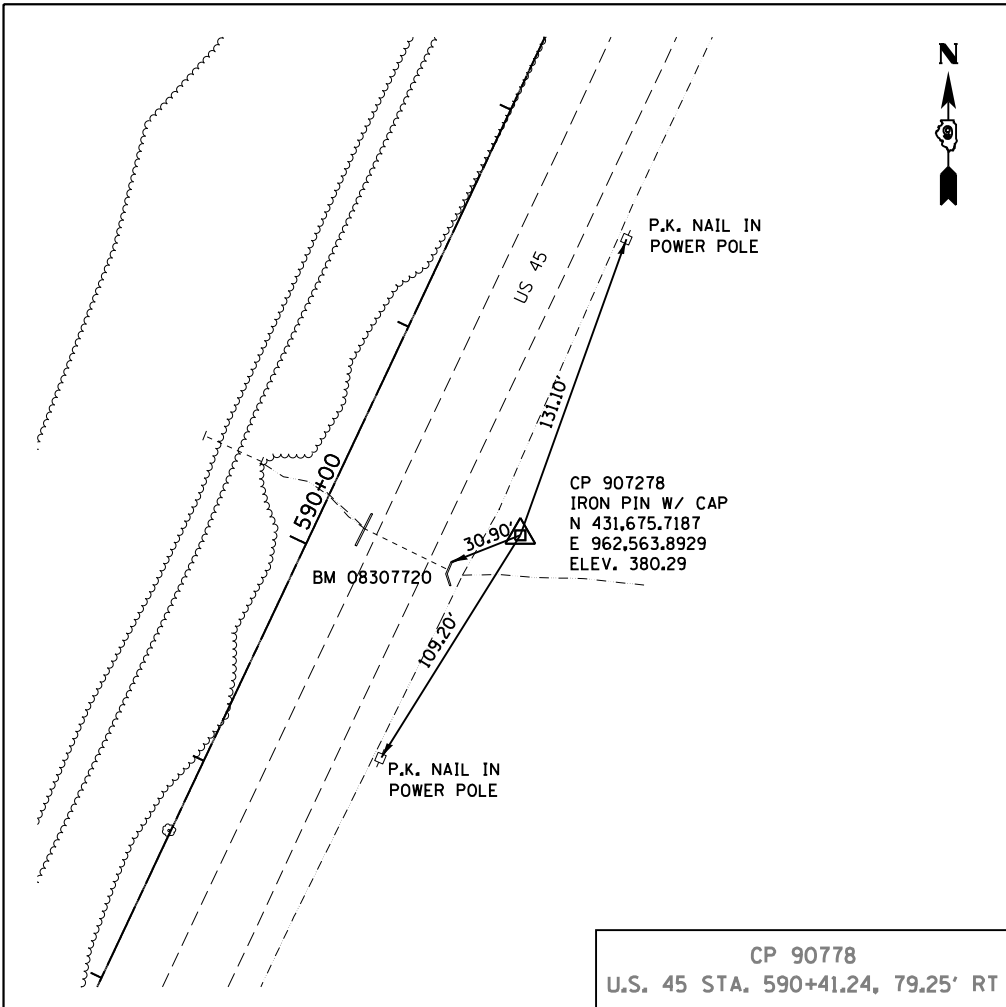 N
9
P.K. NAIL IN
POWER POLE
US 45
131.10'
590+00
CP 907278
IRON PIN W/ CAP
N 431,675.7187
E 962,563.8929
ELEV. 380.29
30.90'
BM 08307720
109.20'
P.K. NAIL IN
POWER POLE
CP 90778
U.S. 45 STA. 590+41.24, 79.25' RT